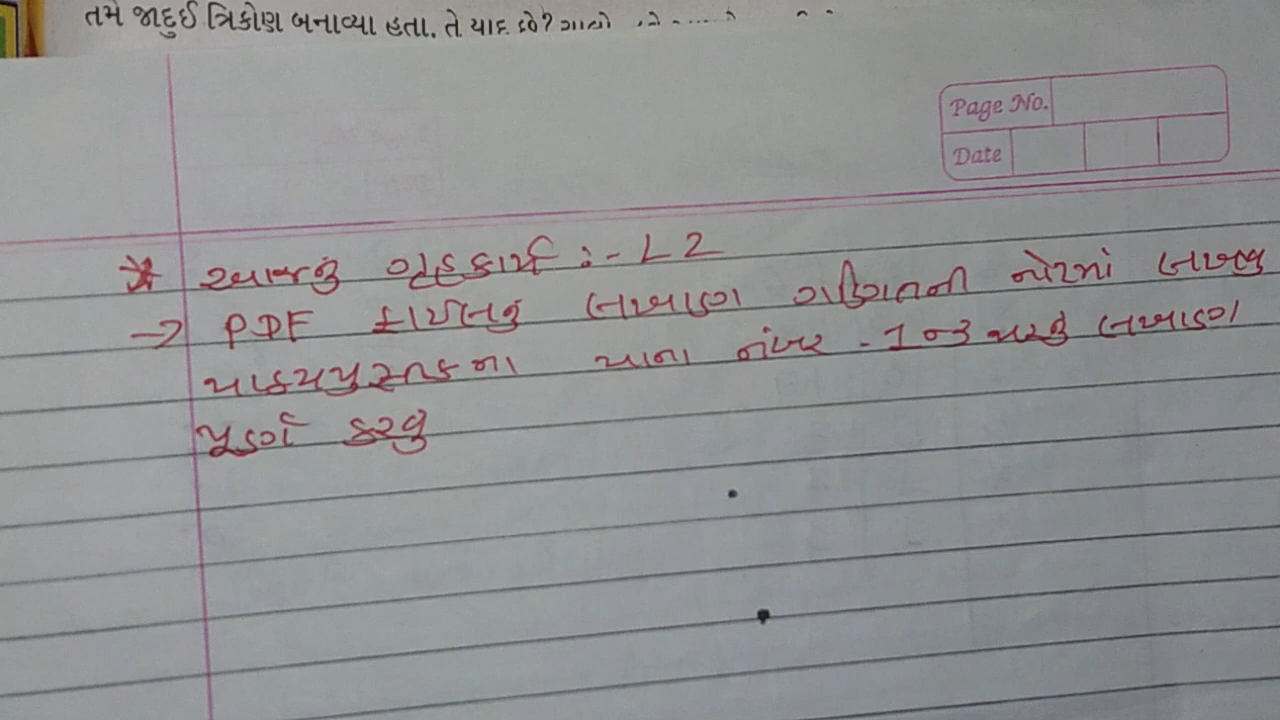 તમે જાદુઈ ત્રિકોણ બનાવ્યા હતા. તે યાદ છે?
Page No.
Date
* આજનું ગૃહકાર્ય :- L 2
→ PDF ફાઈલનું લખાણ ગણિતની નોટમાં લખવુ
પાઠ્યપુસ્તકના પાના નંબર - 103 પરનું લખાણ
પૂર્ણ કરવું